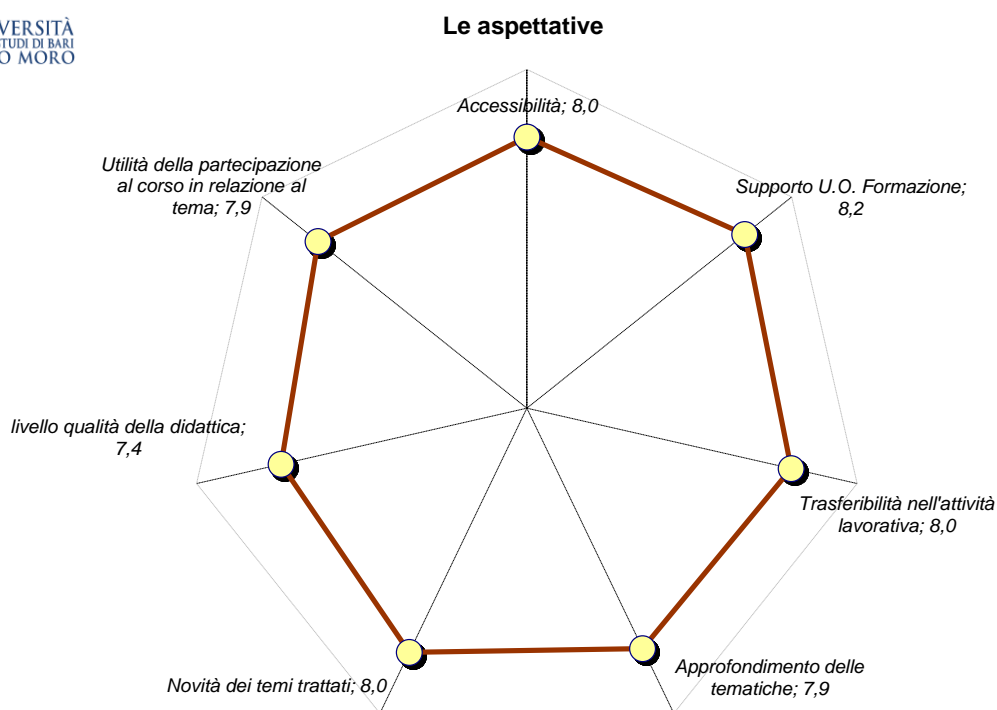 VERSITÀ
STUDI DI BARI
O MORO
Le aspettative
Accessibilità; 8,0
Utilità della partecipazione
al corso in relazione al
tema; 7,9
Supporto U.O. Formazione;
8,2
livello qualità della didattica;
7,4
Trasferibilità nell'attività
lavorativa; 8,0
Novità dei temi trattati; 8,0
Approfondimento delle
tematiche; 7,9